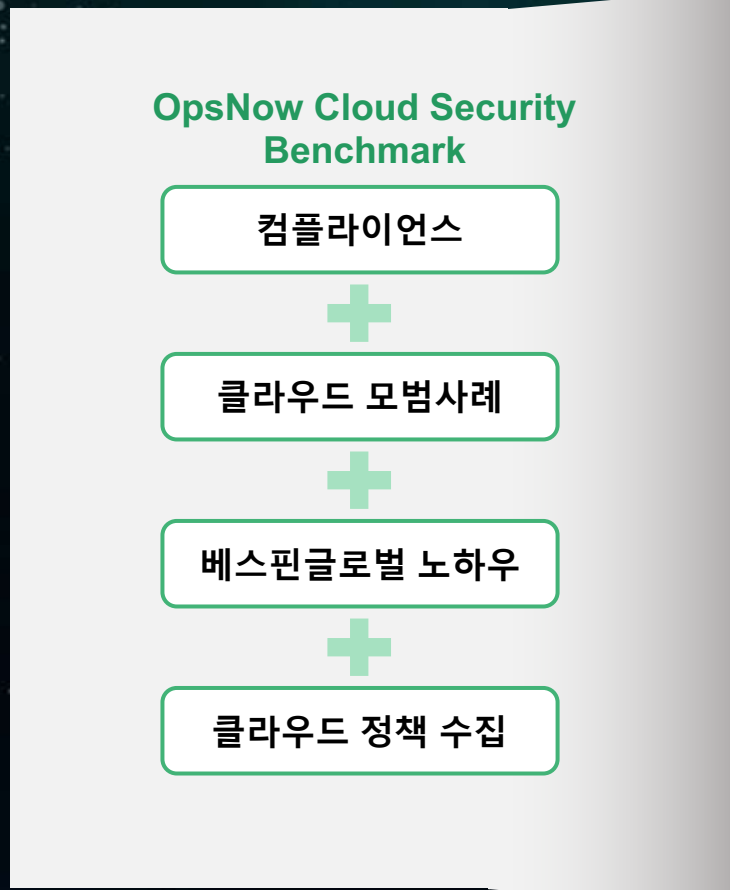 OpsNow Cloud Security
Benchmark
컴플라이언스
클라우드 모범사례
베스핀글로벌 노하우
클라우드 정책 수집